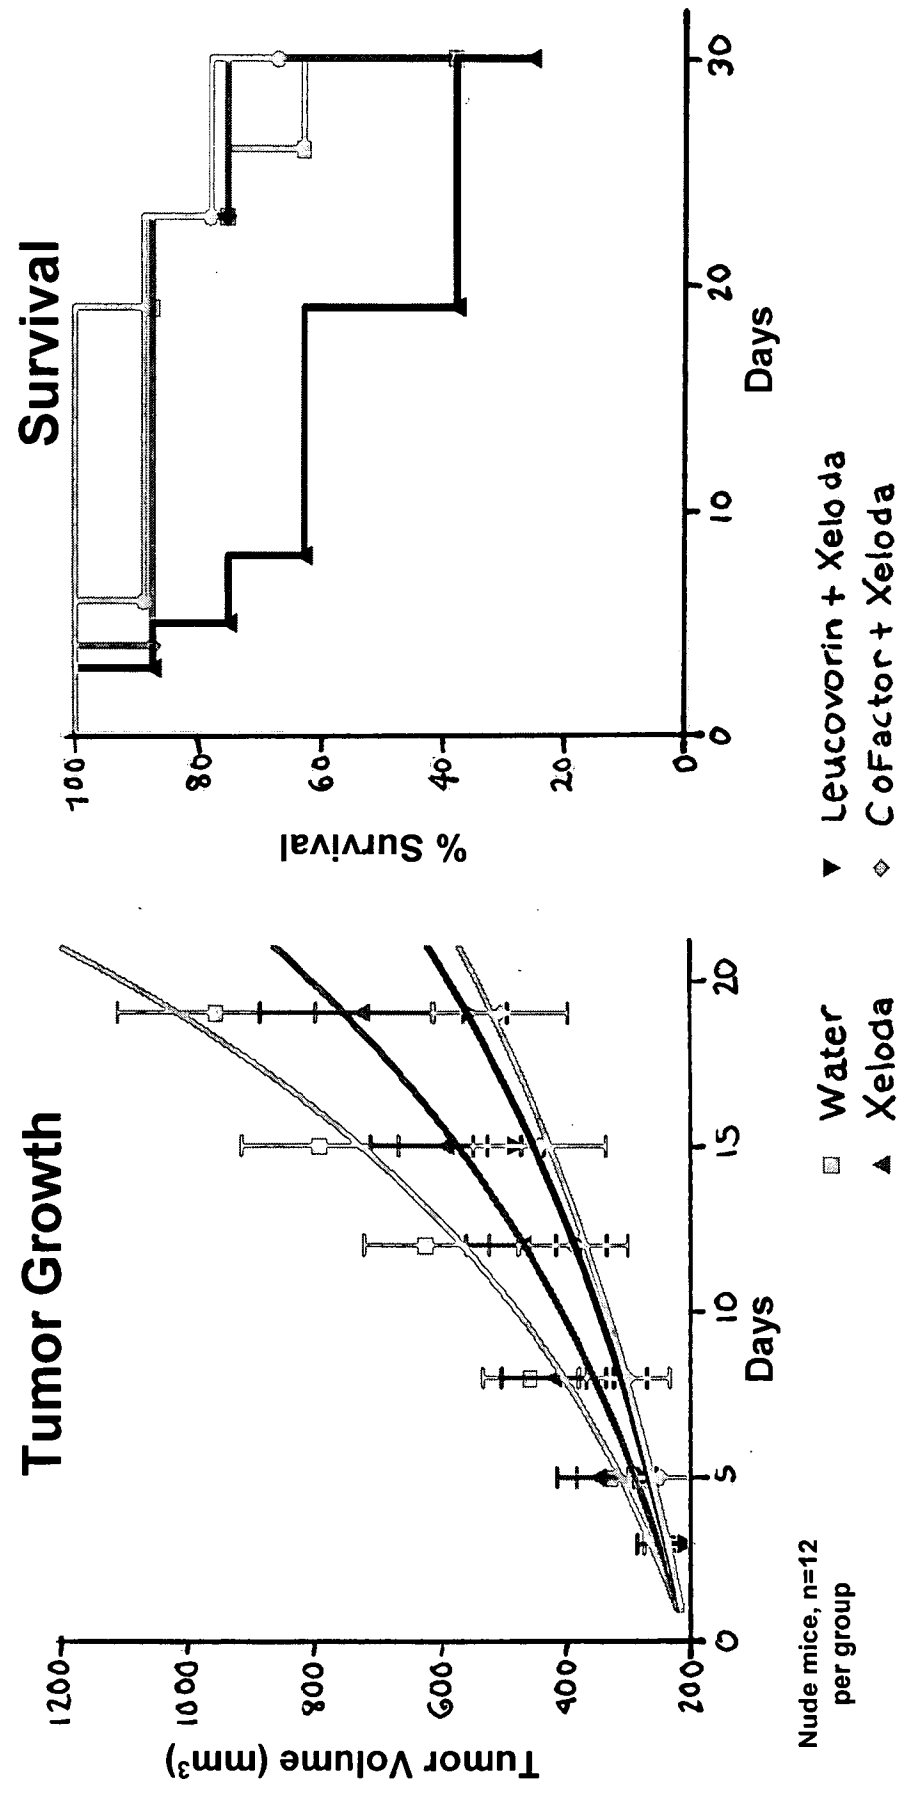 Tumor Growth
Tumor Volume (mm³)
1200
1000
800
600
400
200
0
5
10
15
20
Days
Survival
% Survival
100
80
60
40
20
0
0
10
20
30
Days
Nude mice, n=12
per group
Water
Xeloda
Leucovorin + Xeloda
CoFactor + Xeloda